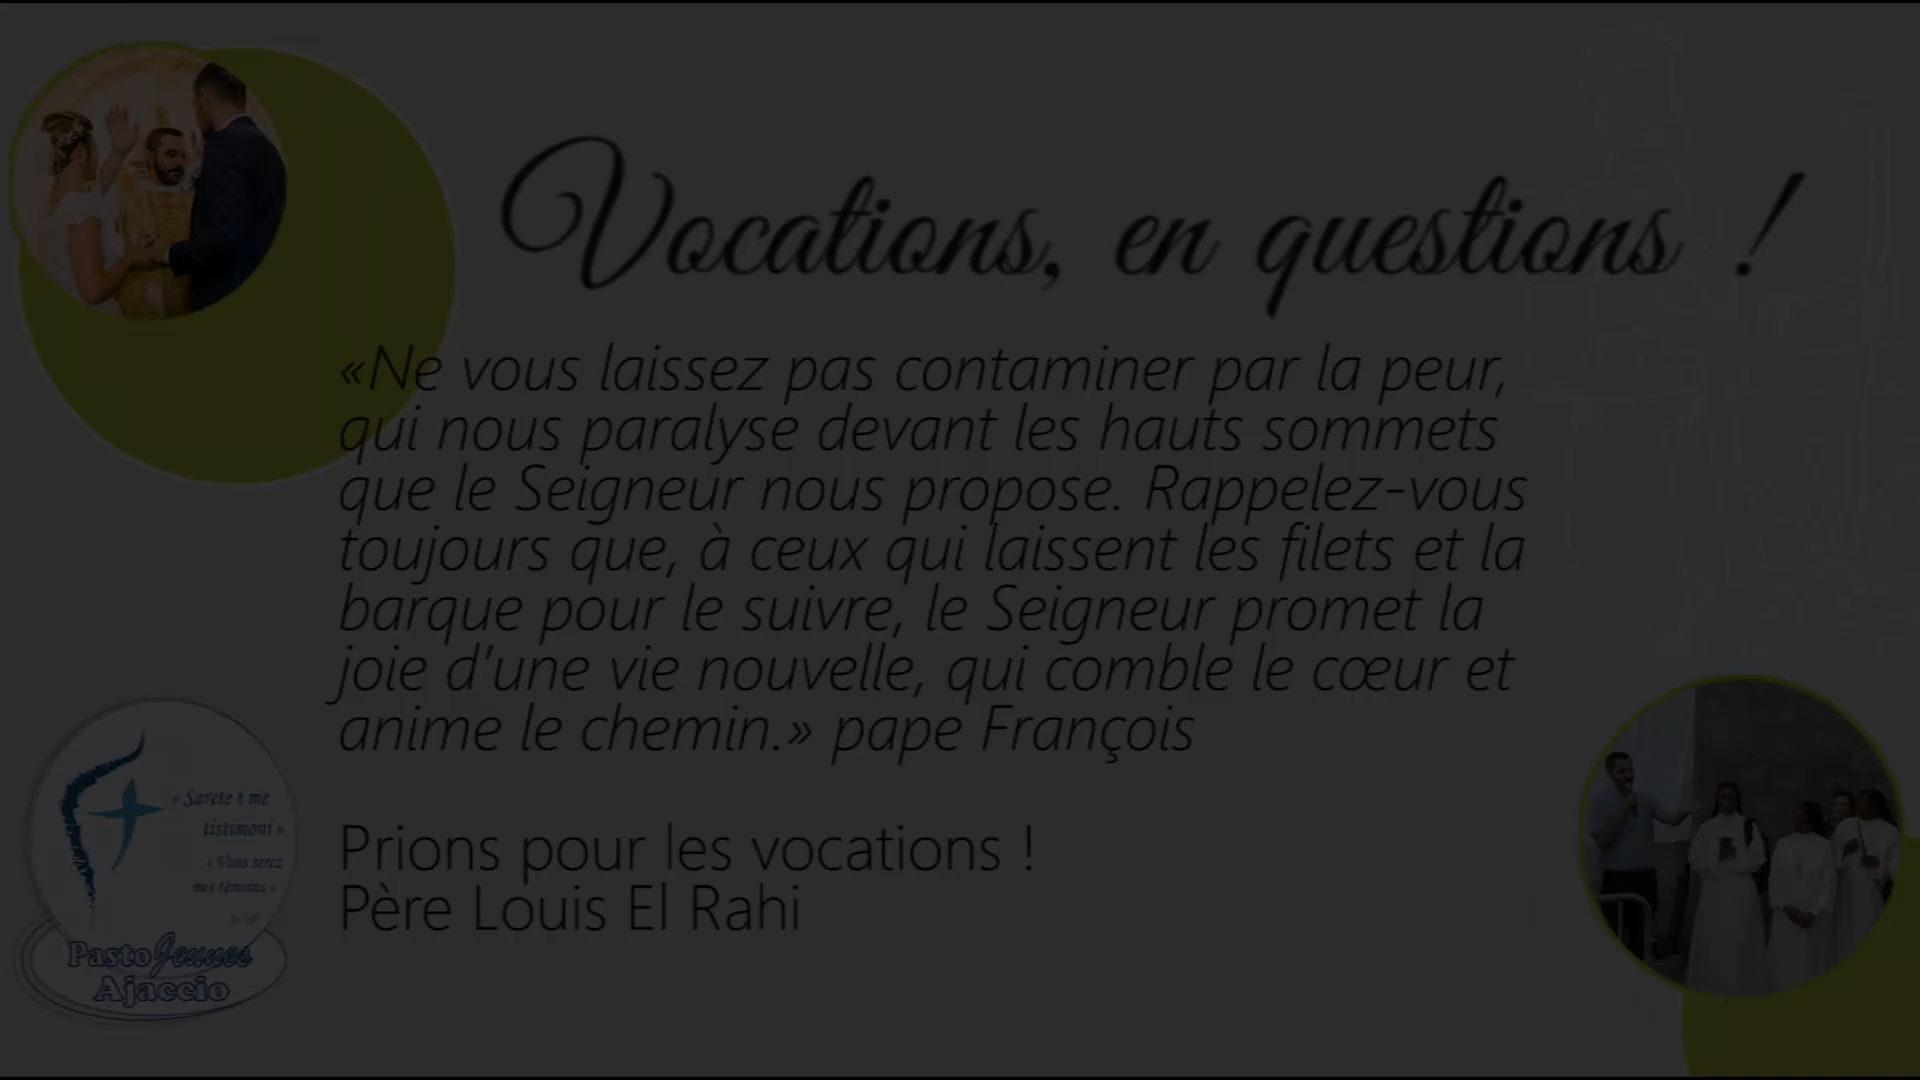 Vocations, en questions !
«Ne vous laissez pas contaminer par la peur,
qui nous paralyse devant les hauts sommets
que le Seigneur nous propose. Rappelez-vous
toujours que, à ceux qui laissent les filets et la
barque pour le suivre, le Seigneur promet la
joie d'une vie nouvelle, qui comble le cœur et
anime le chemin.» pape François
Prions pour les vocations !
Père Louis El Rahi
« Sarete i me
tistimoni »
« Vous serez
mes témoins »
PastoJeunes
Ajaccio